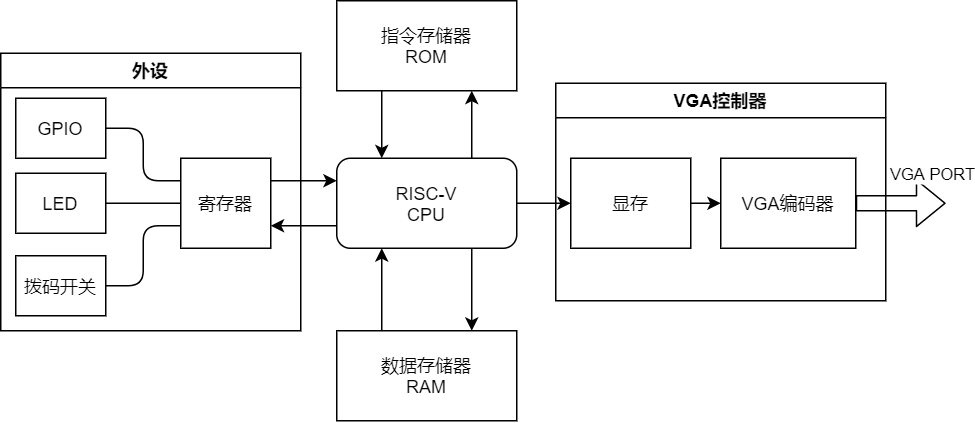 指令存储器
ROM
外设
GPIO
LED
拨码开关
寄存器
RISC-V
CPU
数据存储器
RAM
VGA控制器
显存
VGA编码器
VGA PORT